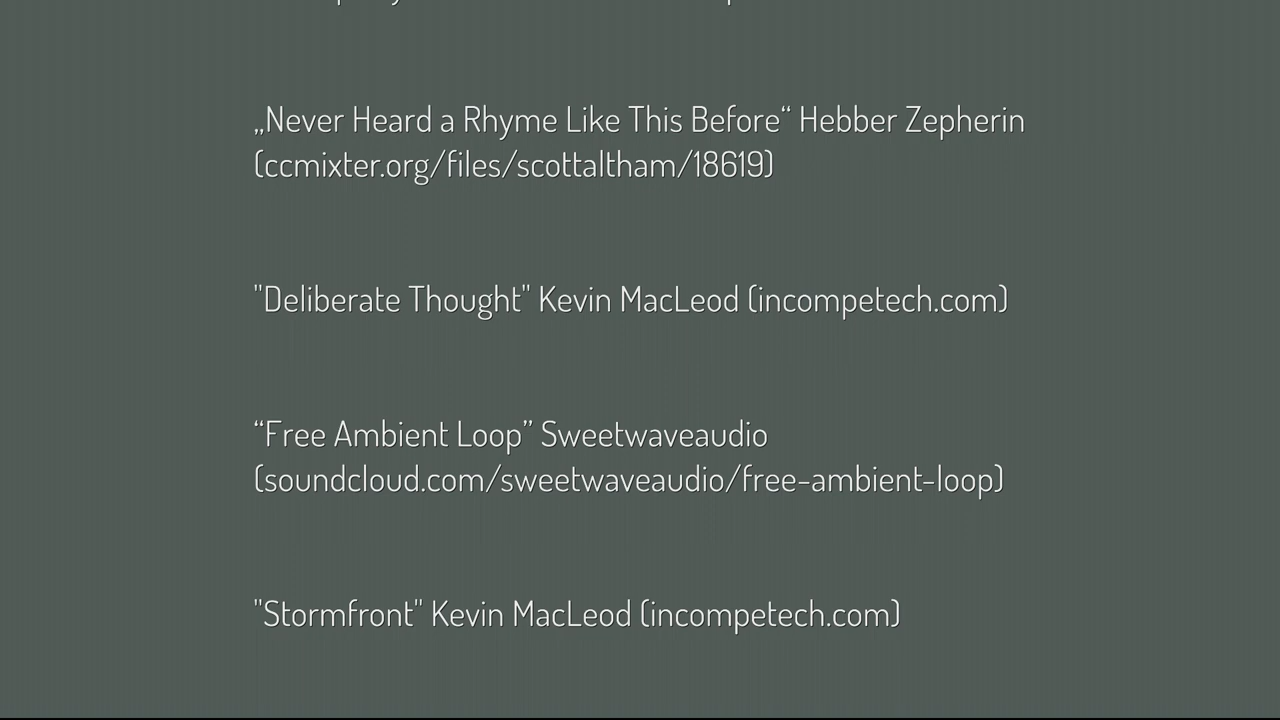 „Never Heard a Rhyme Like This Before“ Hebber Zepherin
(ccmixter.org/files/scottaltham/18619)
"Deliberate Thought" Kevin MacLeod (incompetech.com)
“Free Ambient Loop” Sweetwaveaudio
(soundcloud.com/sweetwaveaudio/free-ambient-loop)
"Stormfront" Kevin MacLeod (incompetech.com)